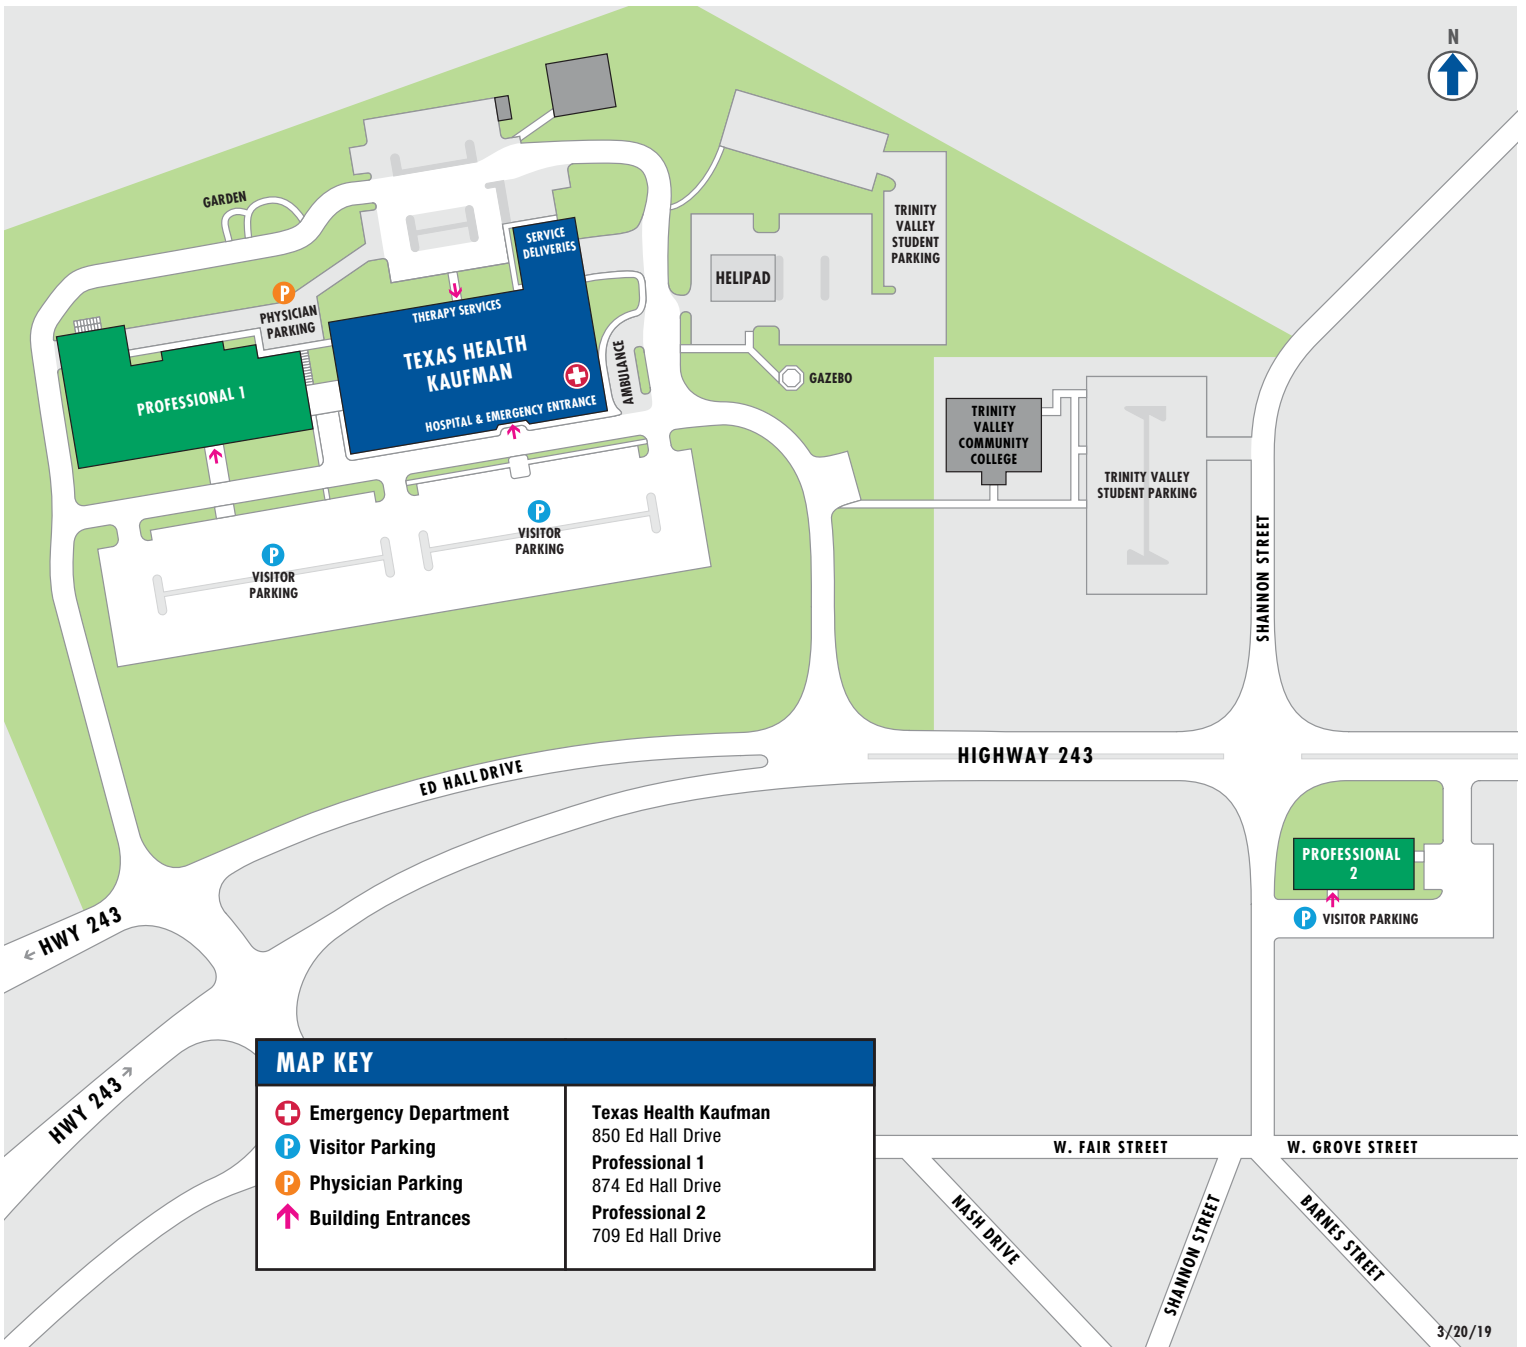 N
GARDEN
SERVICE
DELIVERIES
TRINITY
VALLEY
STUDENT
PARKING
HELIPAD
P
PHYSICIAN
PARKING
THERAPY SERVICES
TEXAS HEALTH
KAUFMAN
AMBULANCE
GAZEBO
PROFESSIONAL 1
HOSPITAL & EMERGENCY ENTRANCE
TRINITY
VALLEY
COMMUNITY
COLLEGE
TRINITY VALLEY
STUDENT PARKING
P
VISITOR
PARKING
P
VISITOR
PARKING
SHANNON STREET
ED HALL DRIVE
HIGHWAY 243
PROFESSIONAL
2
P VISITOR PARKING
← HWY 243
HWY 243 →
MAP KEY
Emergency Department
P Visitor Parking
P Physician Parking
Building Entrances
Texas Health Kaufman
850 Ed Hall Drive
Professional 1
874 Ed Hall Drive
Professional 2
709 Ed Hall Drive
W. FAIR STREET
W. GROVE STREET
NASH DRIVE
SHANNON STREET
BARNES STREET
3/20/19